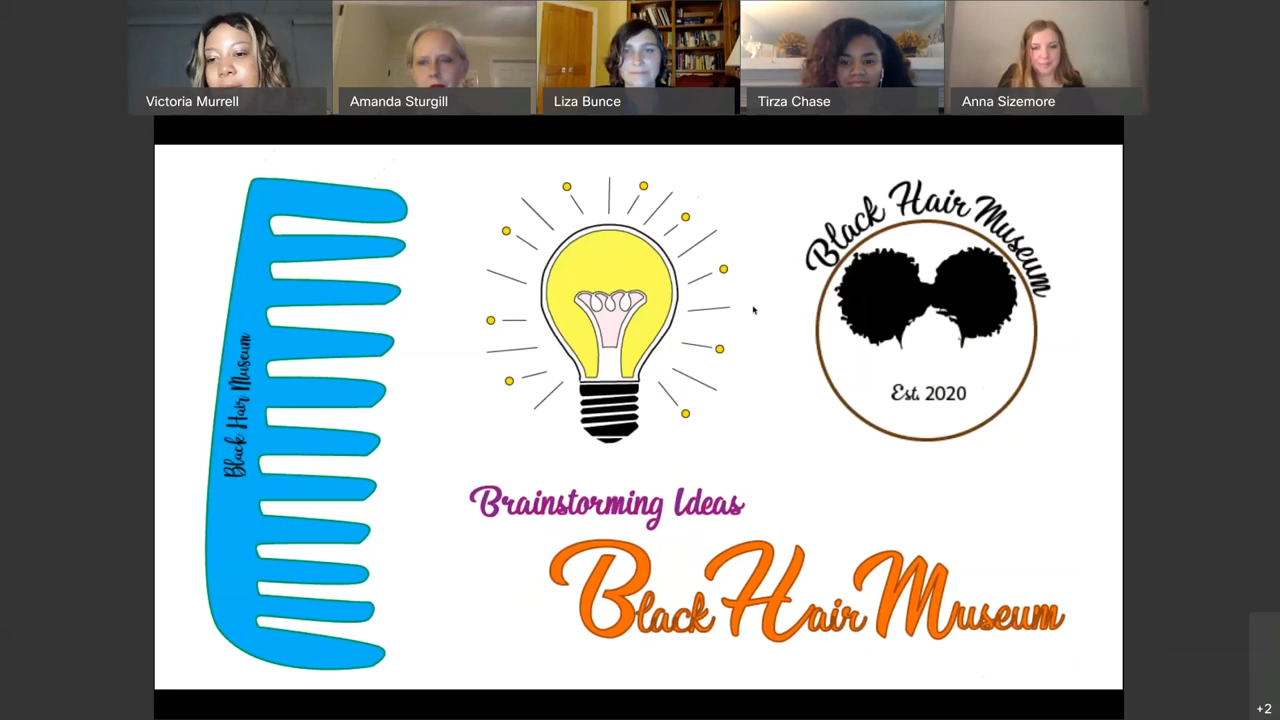 Victoria Murrell
Amanda Sturgill
Liza Bunce
Tirza Chase
Anna Sizemore
Black Hair Museum
Black Hair Museum
Est. 2020
Brainstorming Ideas
Black Hair Museum
+2